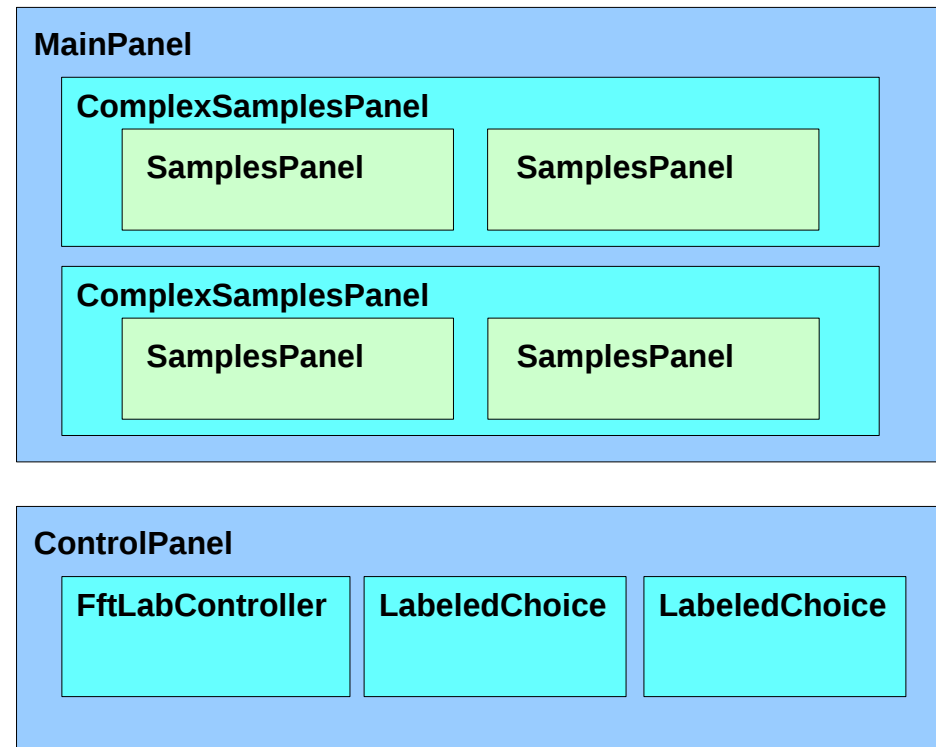 MainPanel
ComplexSamplesPanel
SamplesPanel SamplesPanel
ComplexSamplesPanel
SamplesPanel SamplesPanel
ControlPanel
FftLabController LabeledChoice LabeledChoice